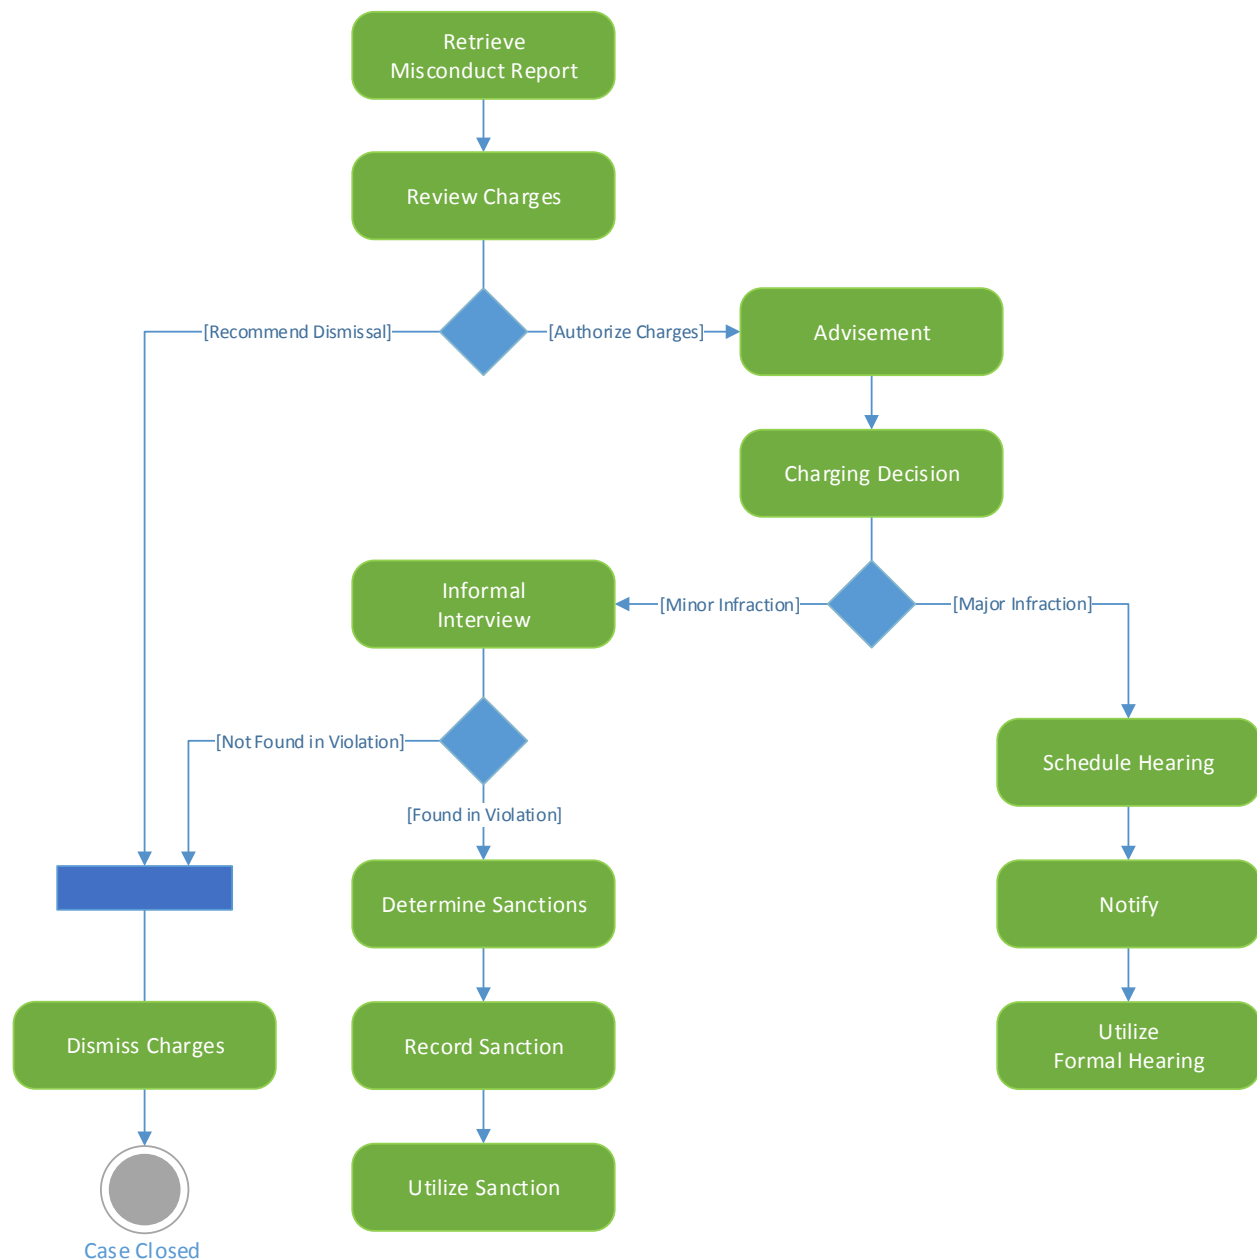 Retrieve
Misconduct Report
Review Charges
[Recommend Dismissal]
[Authorize Charges]
Advisement
Charging Decision
Informal
Interview
[Minor Infraction]
[Major Infraction]
[Not Found in Violation]
Schedule Hearing
[Found in Violation]
Determine Sanctions
Notify
Dismiss Charges
Record Sanction
Utilize
Formal Hearing
Utilize Sanction
Case Closed